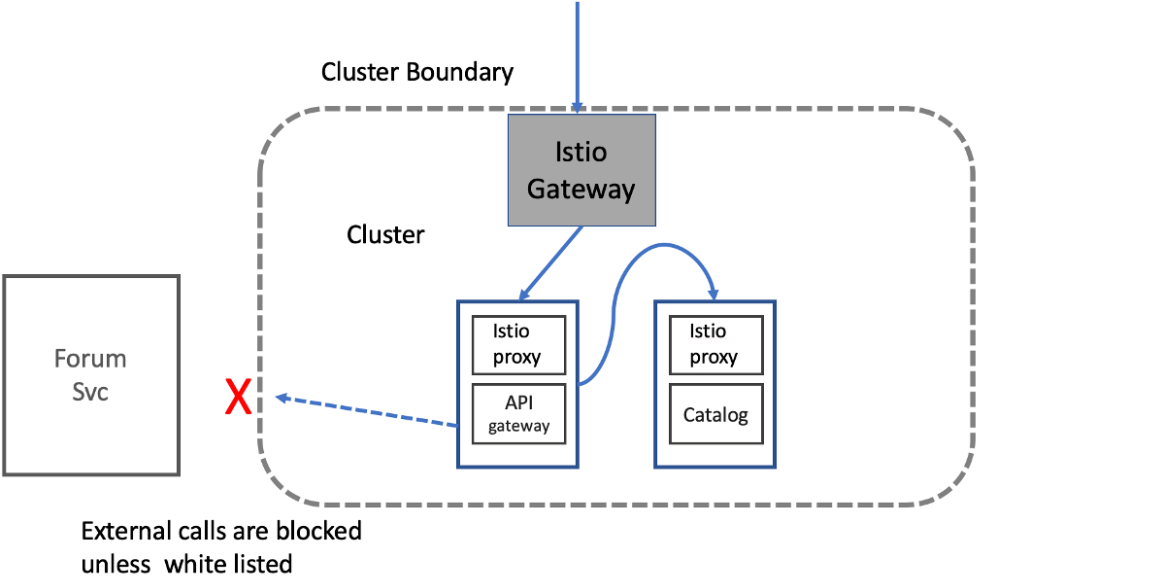 Cluster Boundary
Istio
Gateway
Cluster
Istio
proxy
API
gateway
Istio
proxy
Catalog
Forum
Svc
X
External calls are blocked
unless  white listed